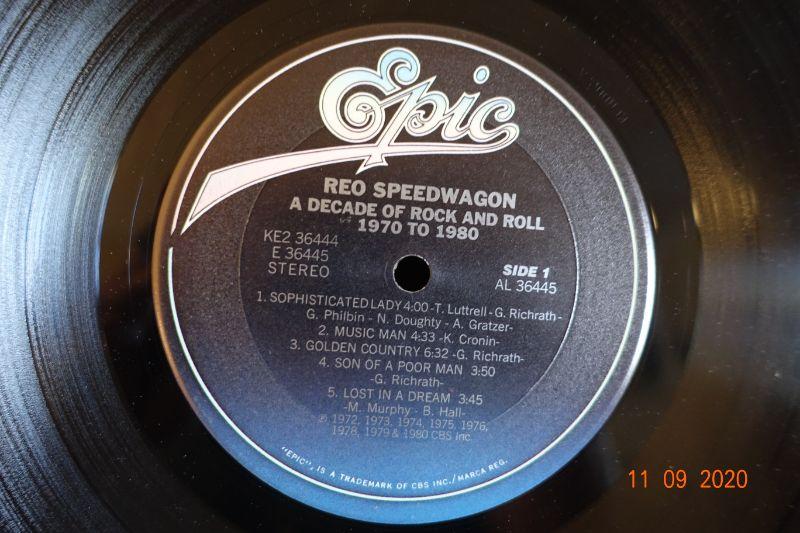 Epic
REO SPEEDWAGON
A DECADE OF ROCK AND ROLL
1970 TO 1980
KE2 36444
E 36445
STEREO
SIDE 1
AL 36445
1. SOPHISTICATED LADY 4:00 -T. Luttrell - G. Richrath-
G. Philbin - N. Doughty - A. Gratzer-
2. MUSIC MAN 4:33 -K. Cronin-
3. GOLDEN COUNTRY 6:32 -G. Richrath-
4. SON OF A POOR MAN 3:50
-G. Richrath-
5. LOST IN A DREAM 3:45
-M. Murphy - B. Hall-
℗ 1972, 1973, 1974, 1975, 1976,
1978, 1979 & 1980 CBS Inc.
"EPIC", IS A TRADEMARK OF CBS INC./MARCA REG.
11 09 2020